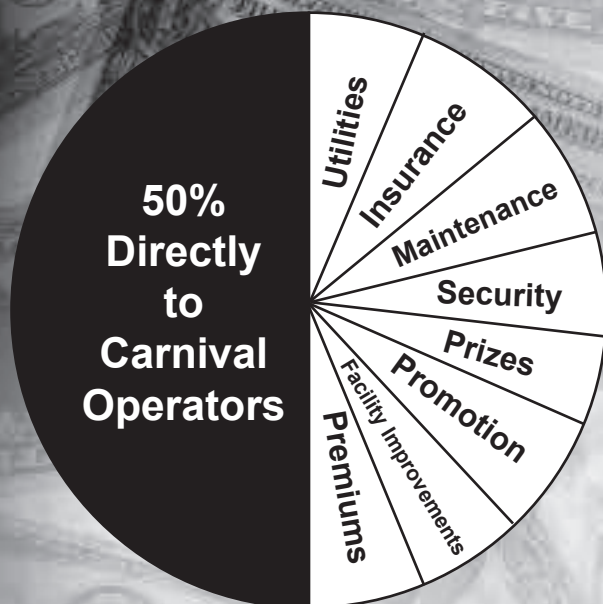 50%
Directly
to
Carnival
Operators
Utilities
Insurance
Maintenance
Security
Prizes
Promotion
Facility Improvements
Premiums